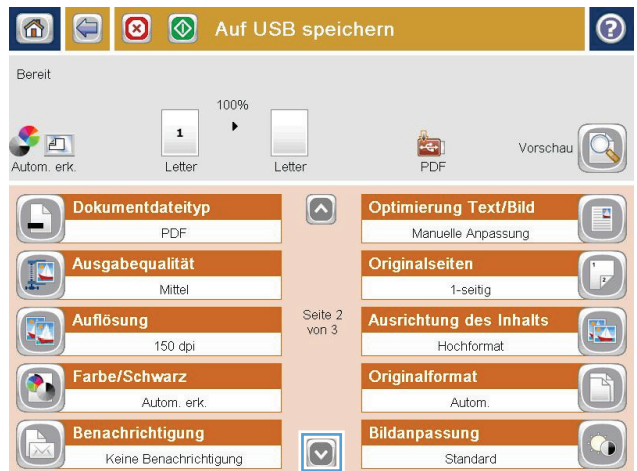 Auf USB speichern
Bereit
100%
1
Autom. erk.
Letter
Letter
PDF
Vorschau
Dokumentdateityp
PDF
Ausgabequalität
Mittel
Auflösung
150 dpi
Farbe/Schwarz
Autom. erk.
Benachrichtigung
Keine Benachrichtigung
Seite 2
von 3
Optimierung Text/Bild
Manuelle Anpassung
Originalseiten
1-seitig
1
2
Ausrichtung des Inhalts
Hochformat
Originalformat
Autom.
Bildanpassung
Standard